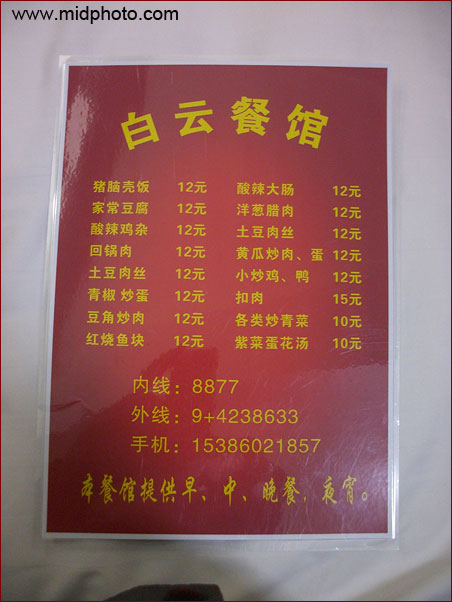 www.midphoto.com
白云餐馆
猪脑壳饭 12元 酸辣大肠 12元
家常豆腐 12元 洋葱腊肉 12元
酸辣鸡杂 12元 土豆肉丝 12元
回锅肉 12元 黄瓜炒肉、蛋 12元
土豆肉丝 12元 小炒鸡、鸭 12元
青椒 炒蛋 12元 扣肉 15元
豆角炒肉 12元 各类炒青菜 10元
红烧鱼块 12元 紫菜蛋花汤 10元
内线：8877
外线：9+4238633
手机：15386021857
本餐馆提供早、中、晚餐，夜宵。